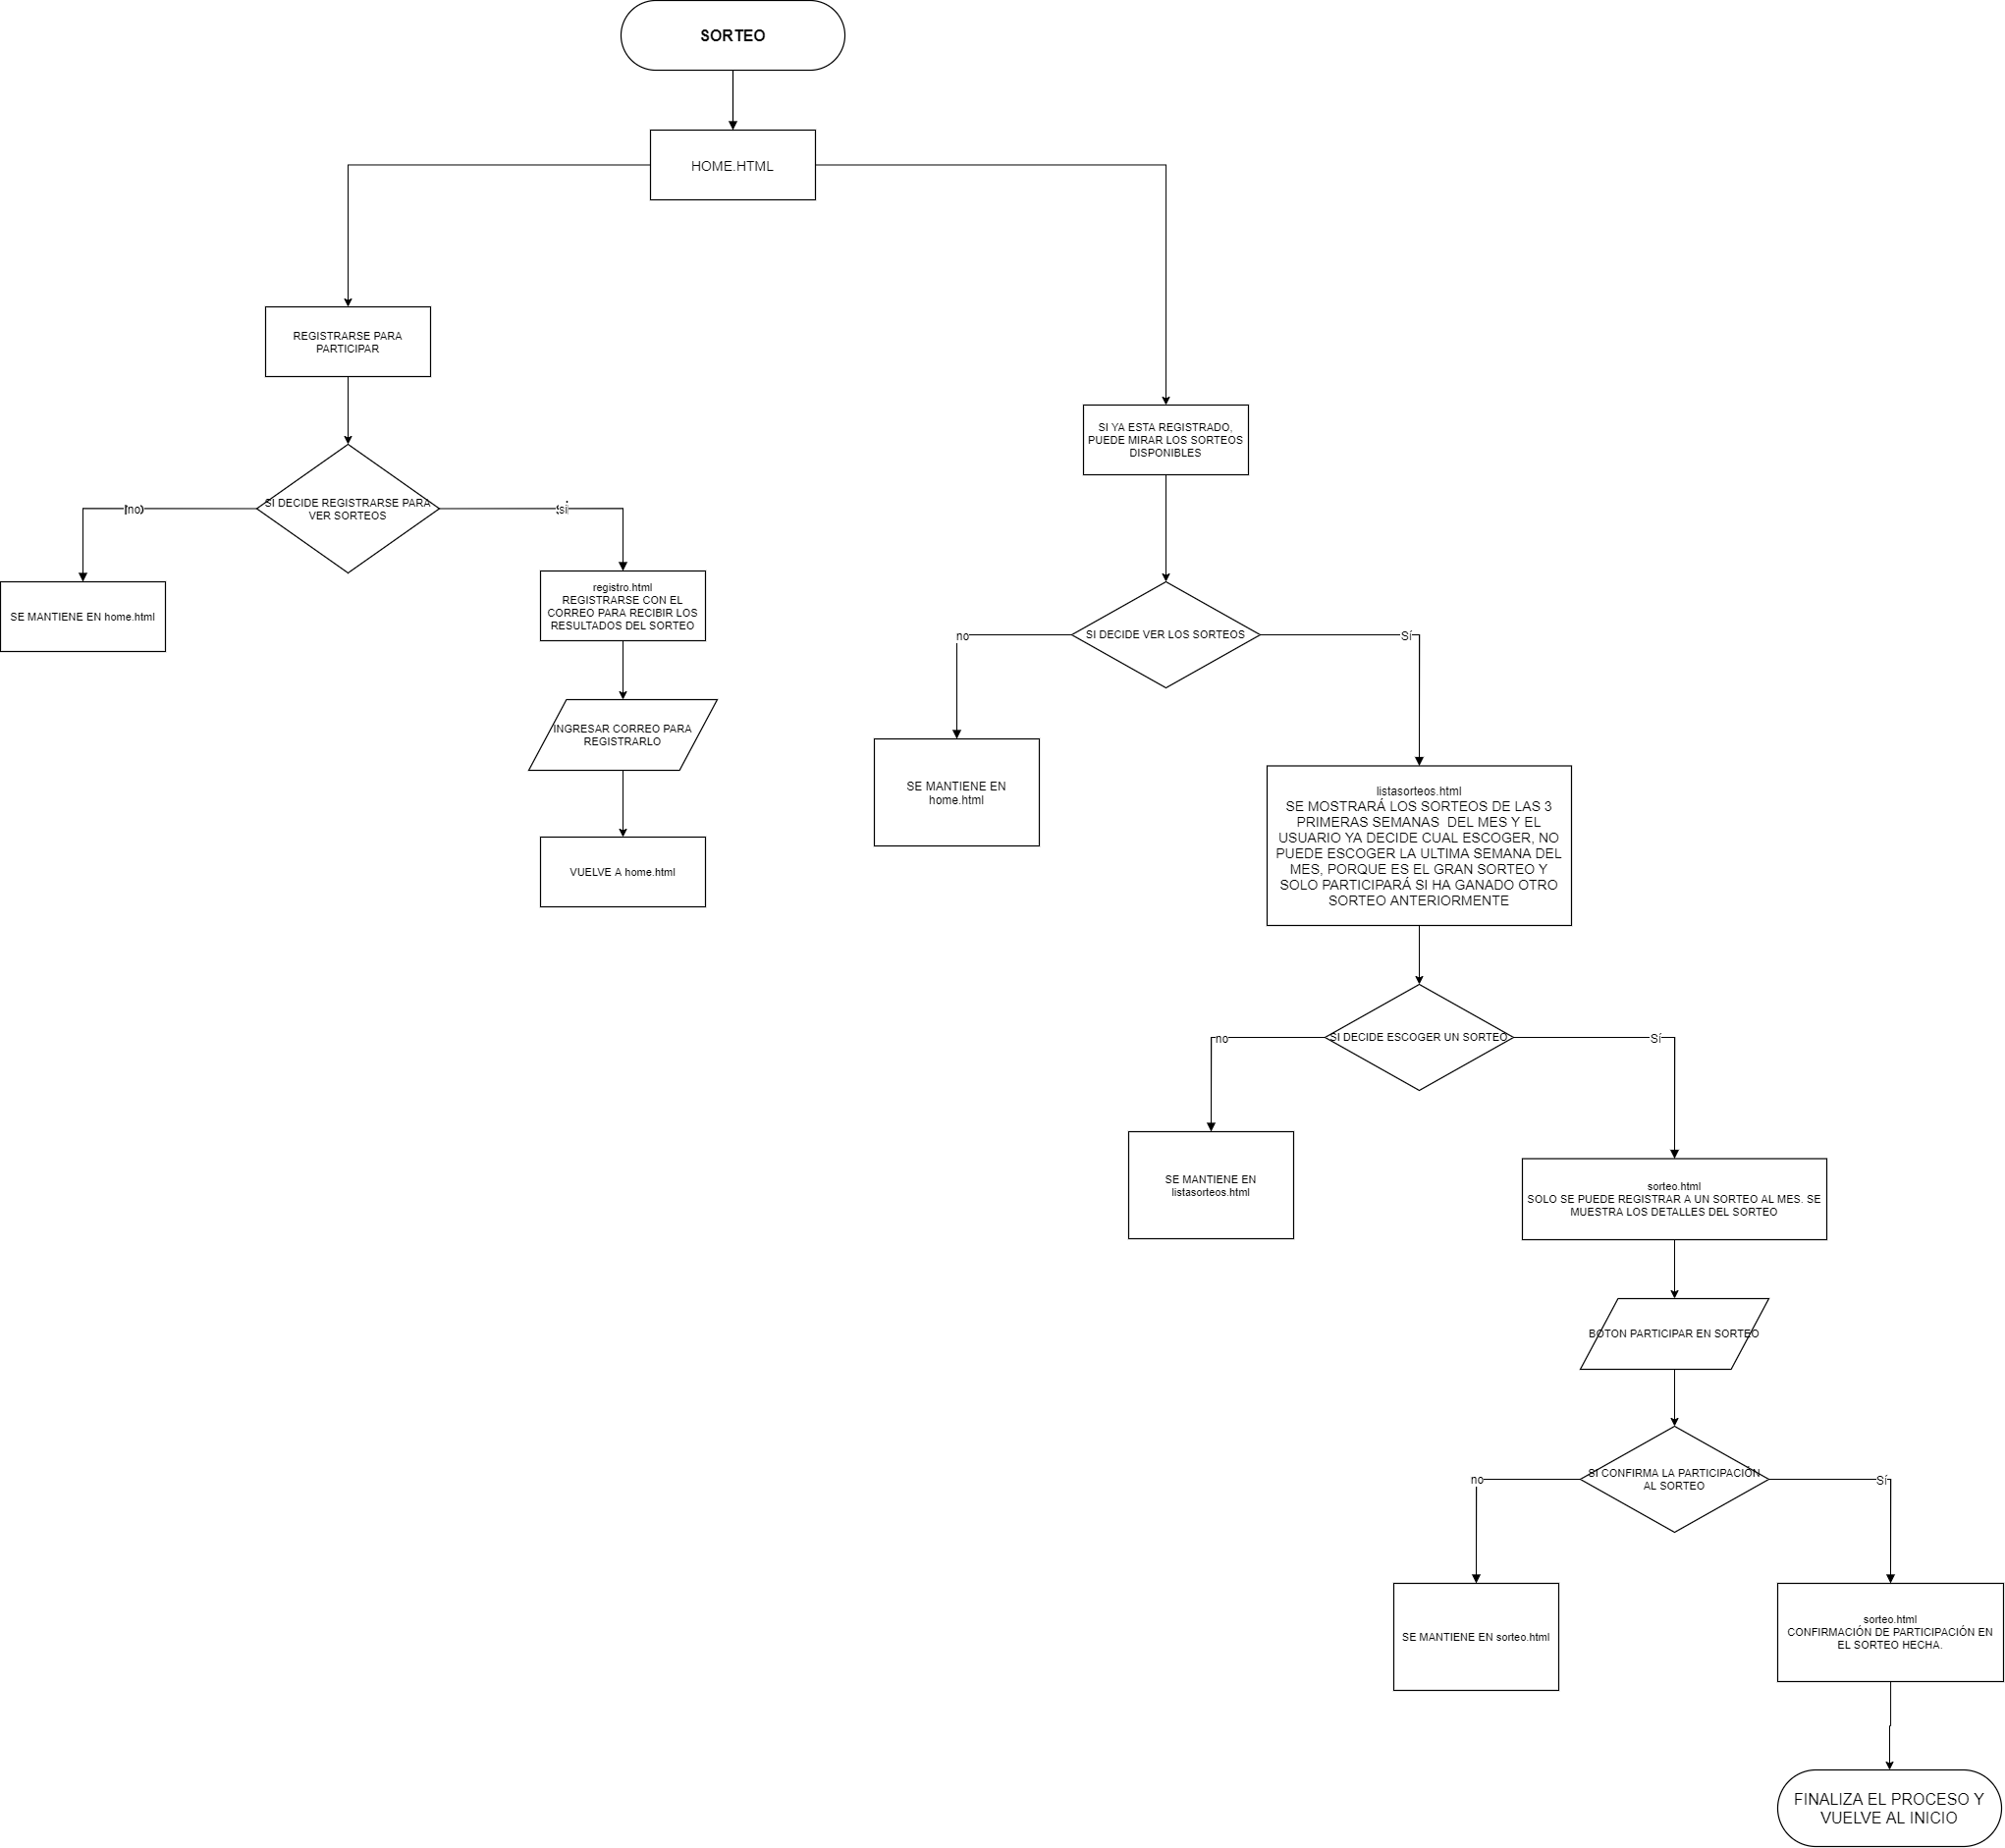 SORTEO
HOME.HTML
REGISTRARSE PARA
PARTICIPAR
SI YA ESTA REGISTRADO,
PUEDE MIRAR LOS SORTEOS
DISPONIBLES
SI DECIDE REGISTRARSE PARA
VER SORTEOS
no
si
SE MANTIENE EN home.html
registro.html
REGISTRARSE CON EL
CORREO PARA RECIBIR LOS
RESULTADOS DEL SORTEO
INGRESAR CORREO PARA
REGISTRARLO
VUELVE A home.html
SI DECIDE VER LOS SORTEOS
no
Sí
SE MANTIENE EN
home.html
listasorteos.html
SE MOSTRARÁ LOS SORTEOS DE LAS 3
PRIMERAS SEMANAS DEL MES Y EL
USUARIO YA DECIDE CUAL ESCOGER, NO
PUEDE ESCOGER LA ULTIMA SEMANA DEL
MES, PORQUE ES EL GRAN SORTEO Y
SOLO PARTICIPARÁ SI HA GANADO OTRO
SORTEO ANTERIORMENTE
SI DECIDE ESCOGER UN SORTEO
no
Sí
SE MANTIENE EN
listasorteos.html
sorteo.html
SOLO SE PUEDE REGISTRAR A UN SORTEO AL MES. SE
MUESTRA LOS DETALLES DEL SORTEO
BOTON PARTICIPAR EN SORTEO
SI CONFIRMA LA PARTICIPACIÓN
AL SORTEO
no
Sí
SE MANTIENE EN sorteo.html
sorteo.html
CONFIRMACIÓN DE PARTICIPACIÓN EN
EL SORTEO HECHA.
FINALIZA EL PROCESO Y
VUELVE AL INICIO